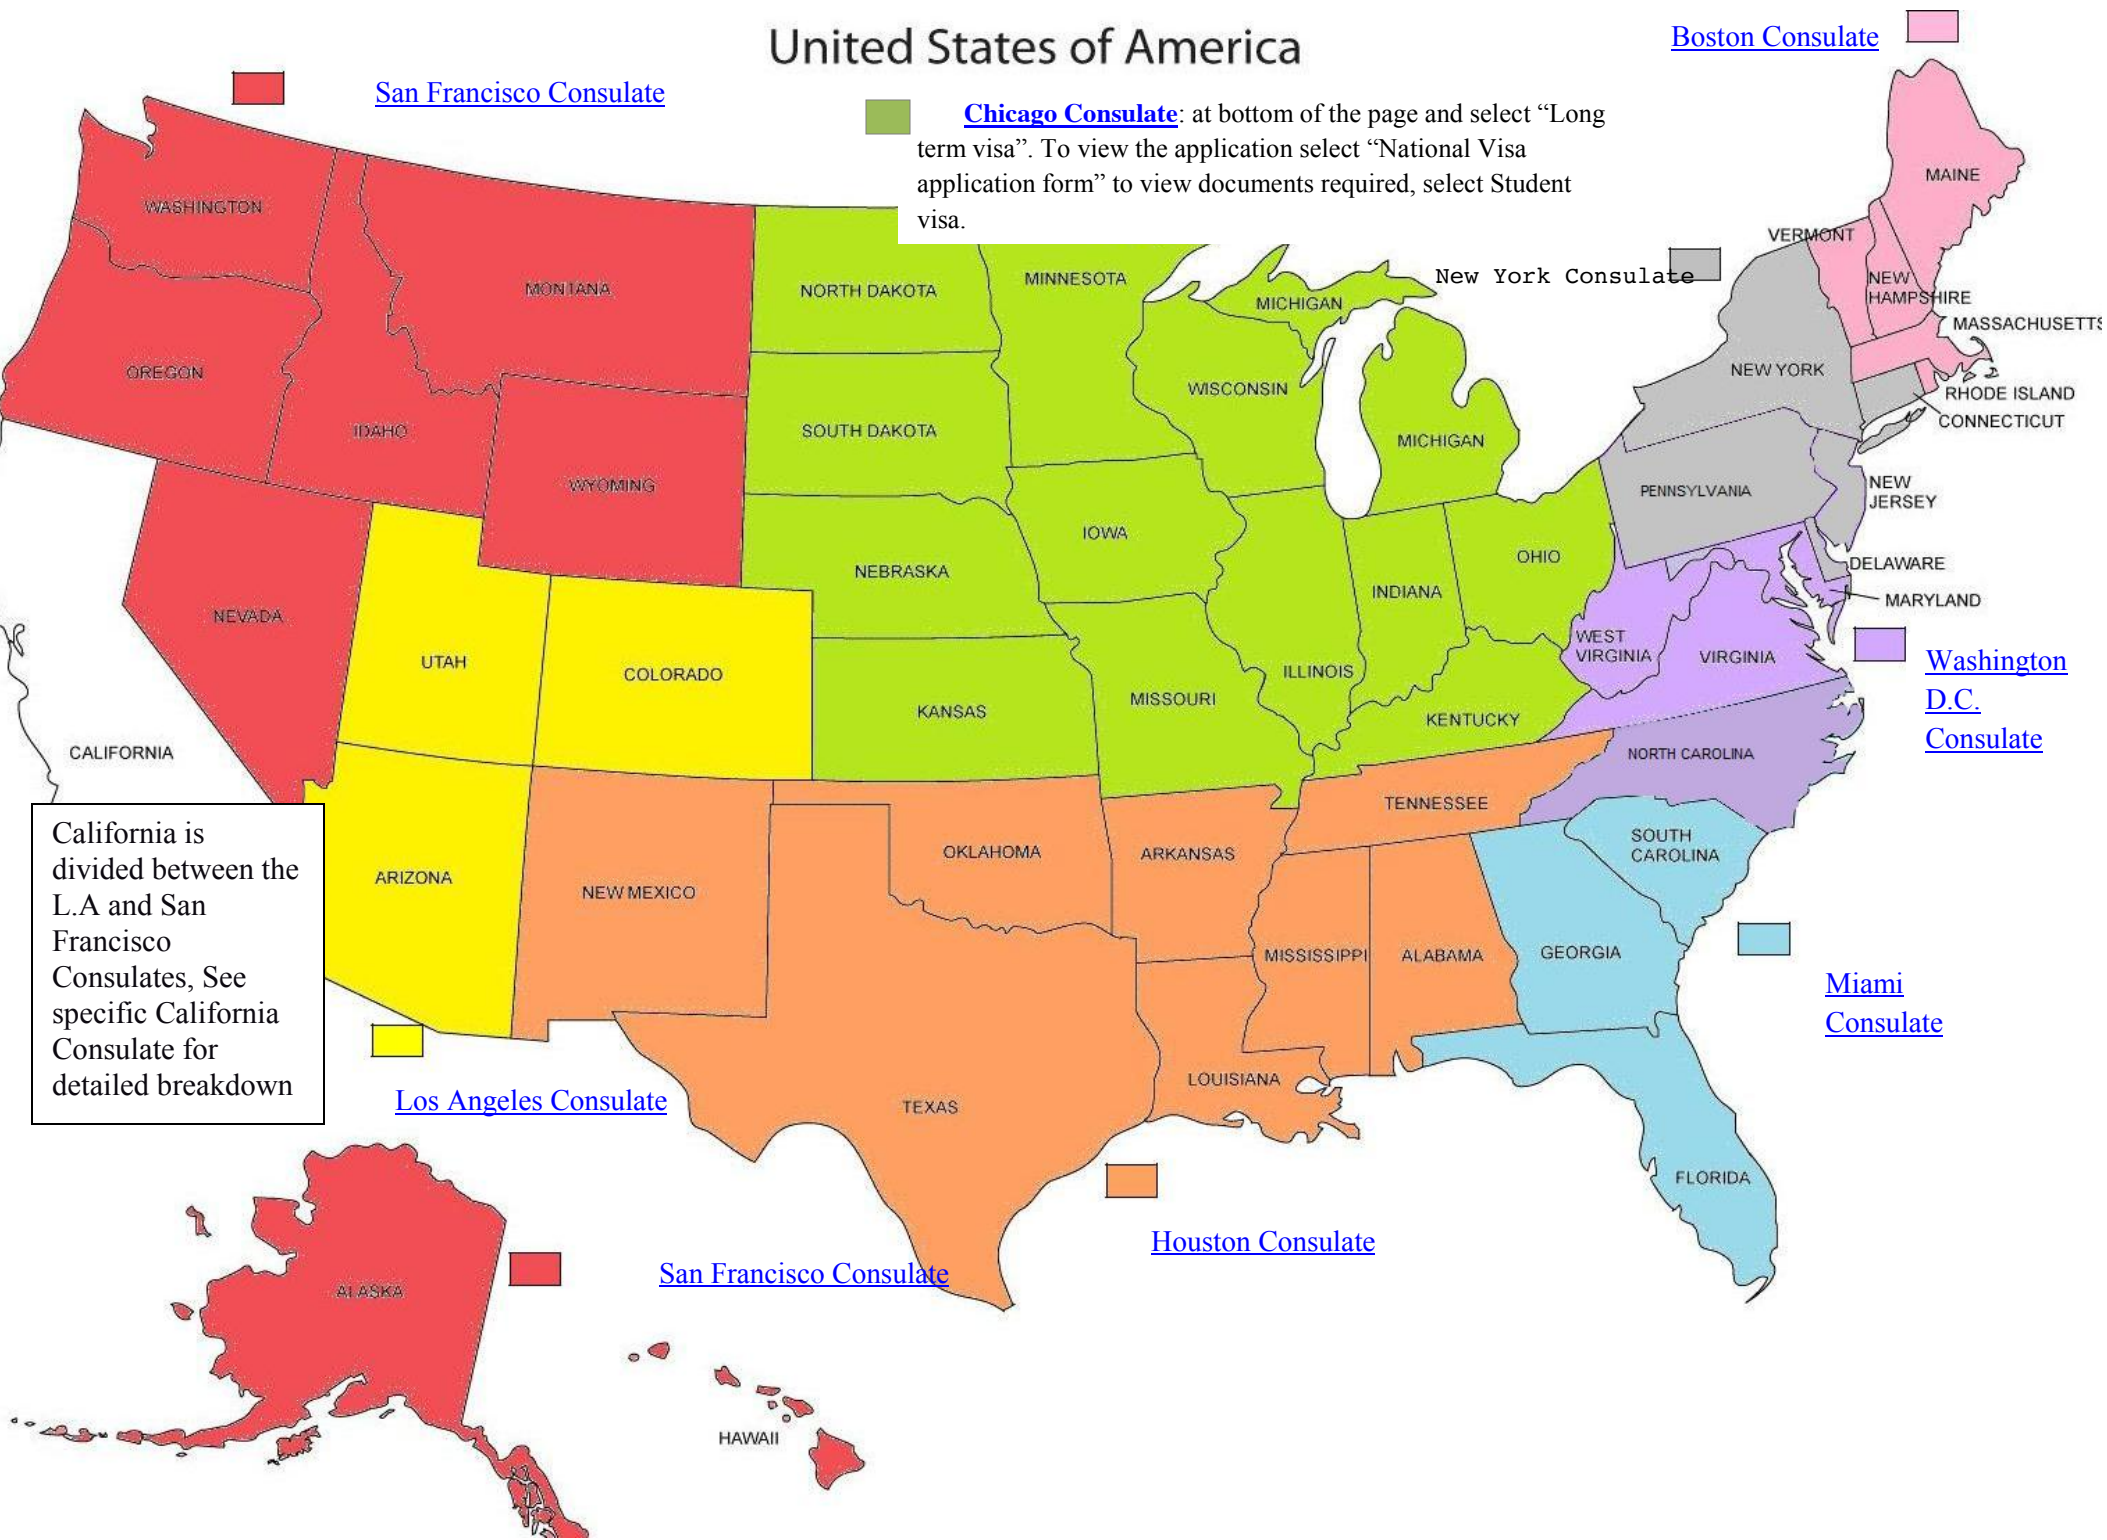 United States of America
Boston Consulate
San Francisco Consulate
Chicago Consulate: at bottom of the page and select “Long
term visa”. To view the application select “National Visa
application form” to view documents required, select Student
visa.
New York Consulate
WASHINGTON
OREGON
IDAHO
MONTANA
WYOMING
NEVADA
UTAH
COLORADO
CALIFORNIA
ARIZONA
NEW MEXICO
NORTH DAKOTA
SOUTH DAKOTA
NEBRASKA
KANSAS
OKLAHOMA
TEXAS
MINNESOTA
IOWA
MISSOURI
ARKANSAS
LOUISIANA
WISCONSIN
MICHIGAN
MICHIGAN
ILLINOIS
INDIANA
OHIO
KENTUCKY
TENNESSEE
MISSISSIPPI
ALABAMA
GEORGIA
FLORIDA
SOUTH
CAROLINA
NORTH CAROLINA
WEST
VIRGINIA
VIRGINIA
PENNSYLVANIA
NEW YORK
VERMONT
MAINE
NEW
HAMPSHIRE
MASSACHUSETTS
RHODE ISLAND
CONNECTICUT
NEW
JERSEY
DELAWARE
MARYLAND
Washington
D.C.
Consulate
Miami
Consulate
California is
divided between the
L.A and San
Francisco
Consulates, See
specific California
Consulate for
detailed breakdown
Los Angeles Consulate
Houston Consulate
San Francisco Consulate
ALASKA
HAWAII